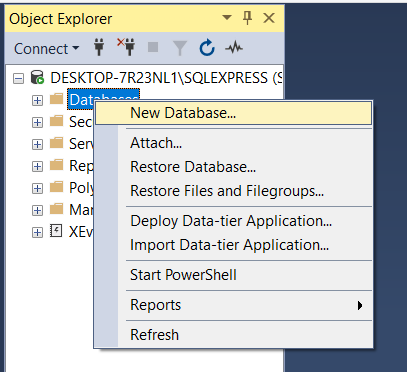 Object Explorer
Connect
DESKTOP-7R23NL1\SQLEXPRESS (S
Databases
New Database...
Sec
Attach...
Serv
Restore Database...
Rep
Restore Files and Filegroups...
Poly
Deploy Data-tier Application...
Man
Import Data-tier Application...
XEv
Start PowerShell
Reports
Refresh